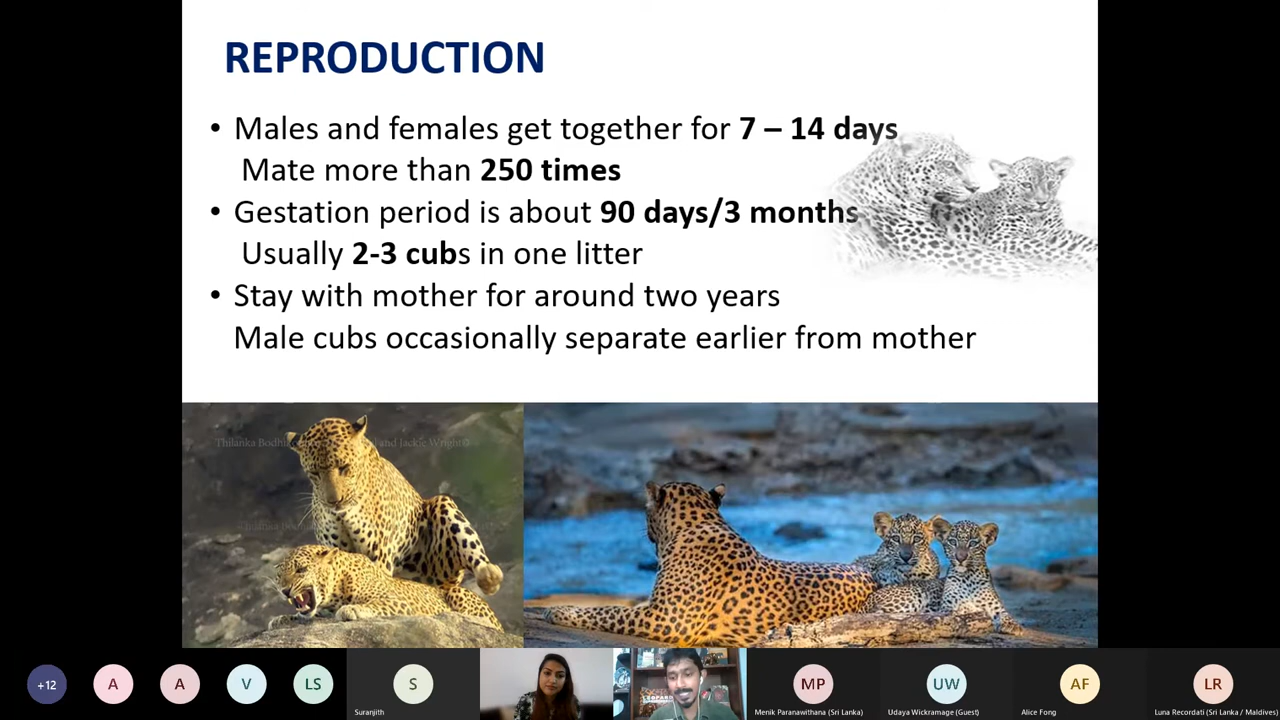 REPRODUCTION
• Males and females get together for 7 – 14 days
Mate more than 250 times
• Gestation period is about 90 days/3 months
Usually 2-3 cubs in one litter
• Stay with mother for around two years
Male cubs occasionally separate earlier from mother
and Jackie Wright©
+12
A
A
V
LS
S
MP
UW
AF
LR
Suranjith
Menik Paranawithana (Sri Lanka)
Udaya Wickramage (Guest)
Alice Fong
Luna Recordati (Sri Lanka / Maldives)